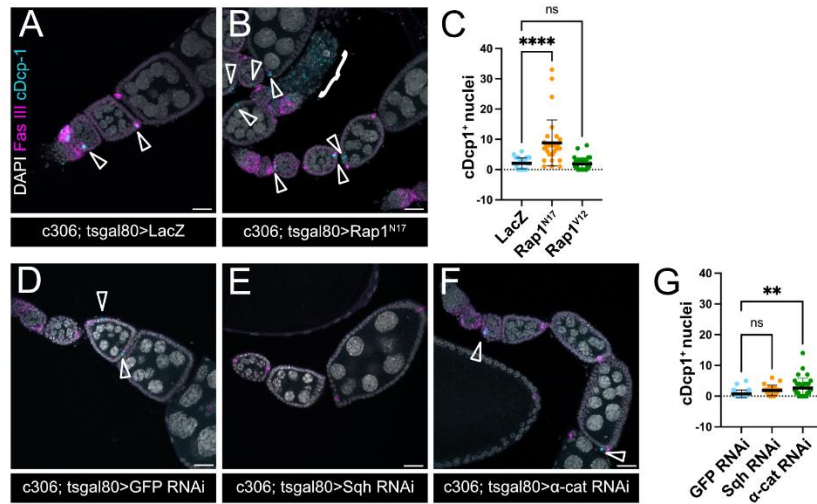 A
B
C
DAPI Fas III cDcp-1
c306; tsgal80>LacZ
c306; tsgal80>Rap1N17
ns
****
cDcp1+ nuclei
40
30
20
10
0
-10
LacZ
Rap1N17
Rap1V12
D
E
F
G
c306; tsgal80>GFP RNAi
c306; tsgal80>Sqh RNAi
c306; tsgal80>α-cat RNAi
**
ns
cDcp1+ nuclei
40
30
20
10
0
-10
GFP RNAi
Sqh RNAi
α-cat RNAi